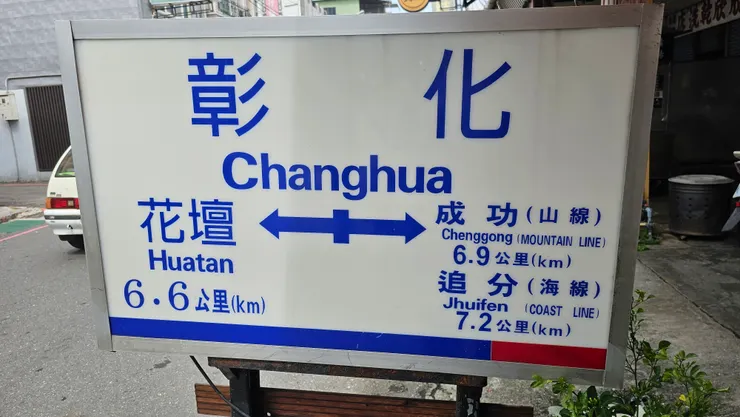 彰化
Changhua
花壇
Huatan
6.6公里(km)
成功(山線)
Chenggong (MOUNTAIN LINE)
6.9公里(km)
追分(海線)
Jhuifen (COAST LINE)
7.2公里(km)